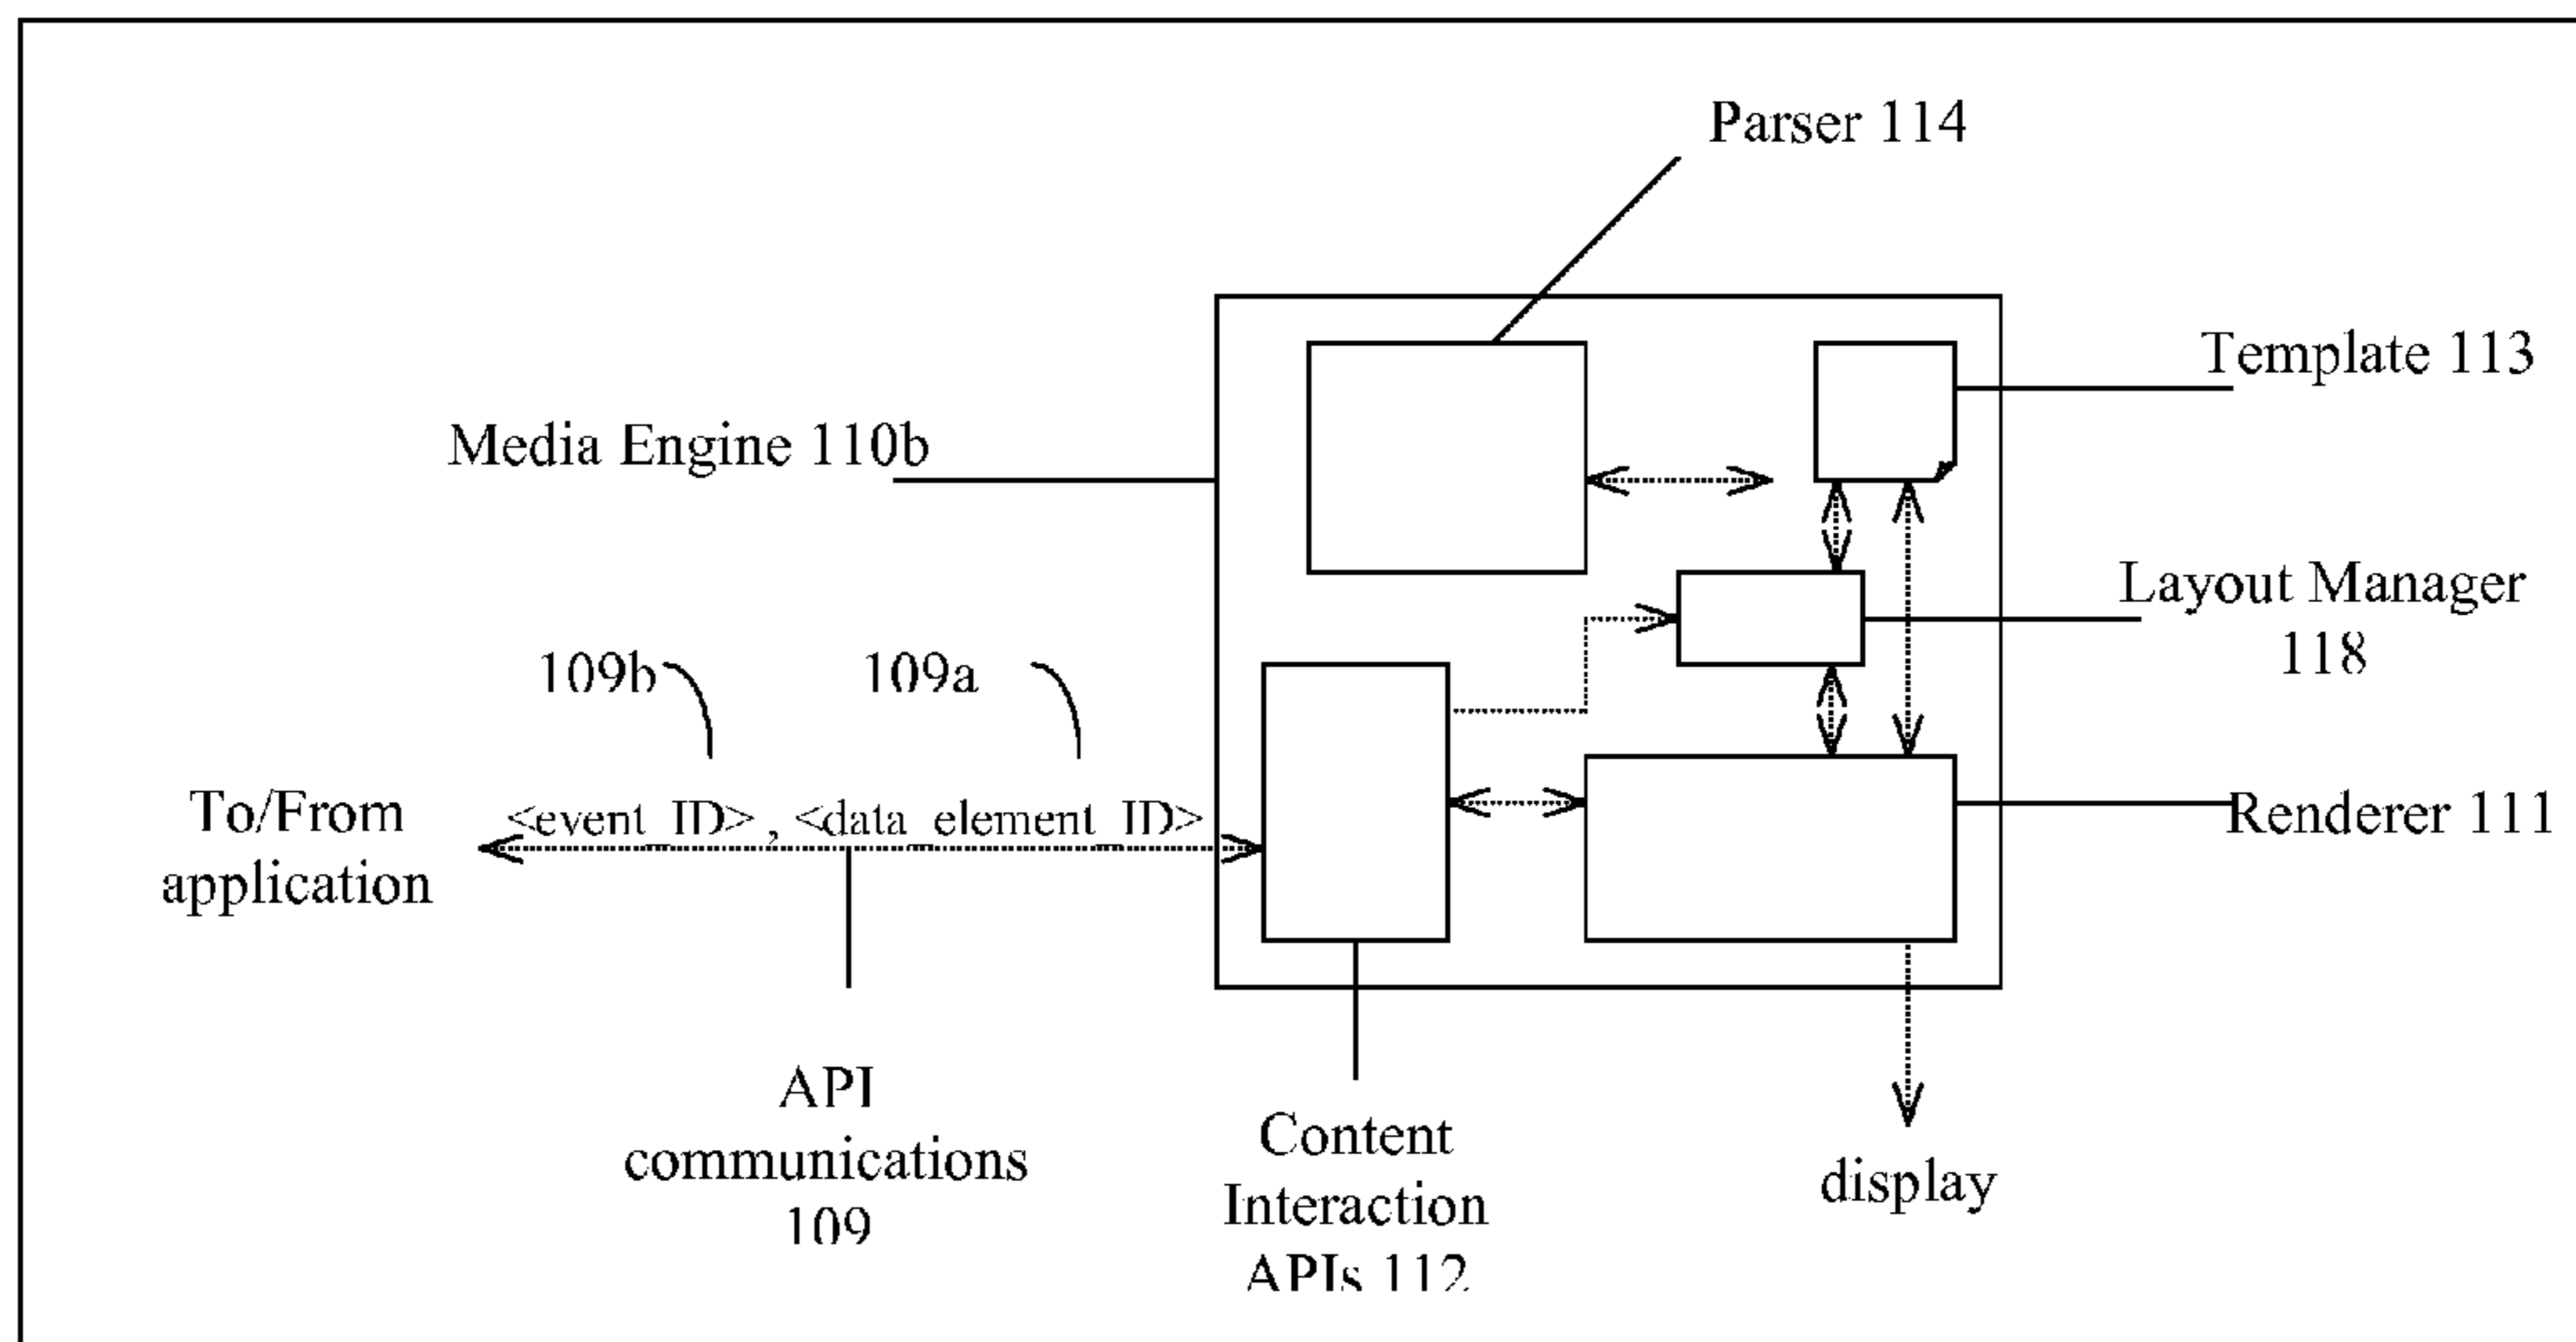 Parser 114
Template 113
Media Engine 110b
Layout Manager
118
109b
109a
To/From
application
<event_ID>, <data_element_ID>
Renderer 111
API
communications
109
Content
Interaction
APIs 112
display